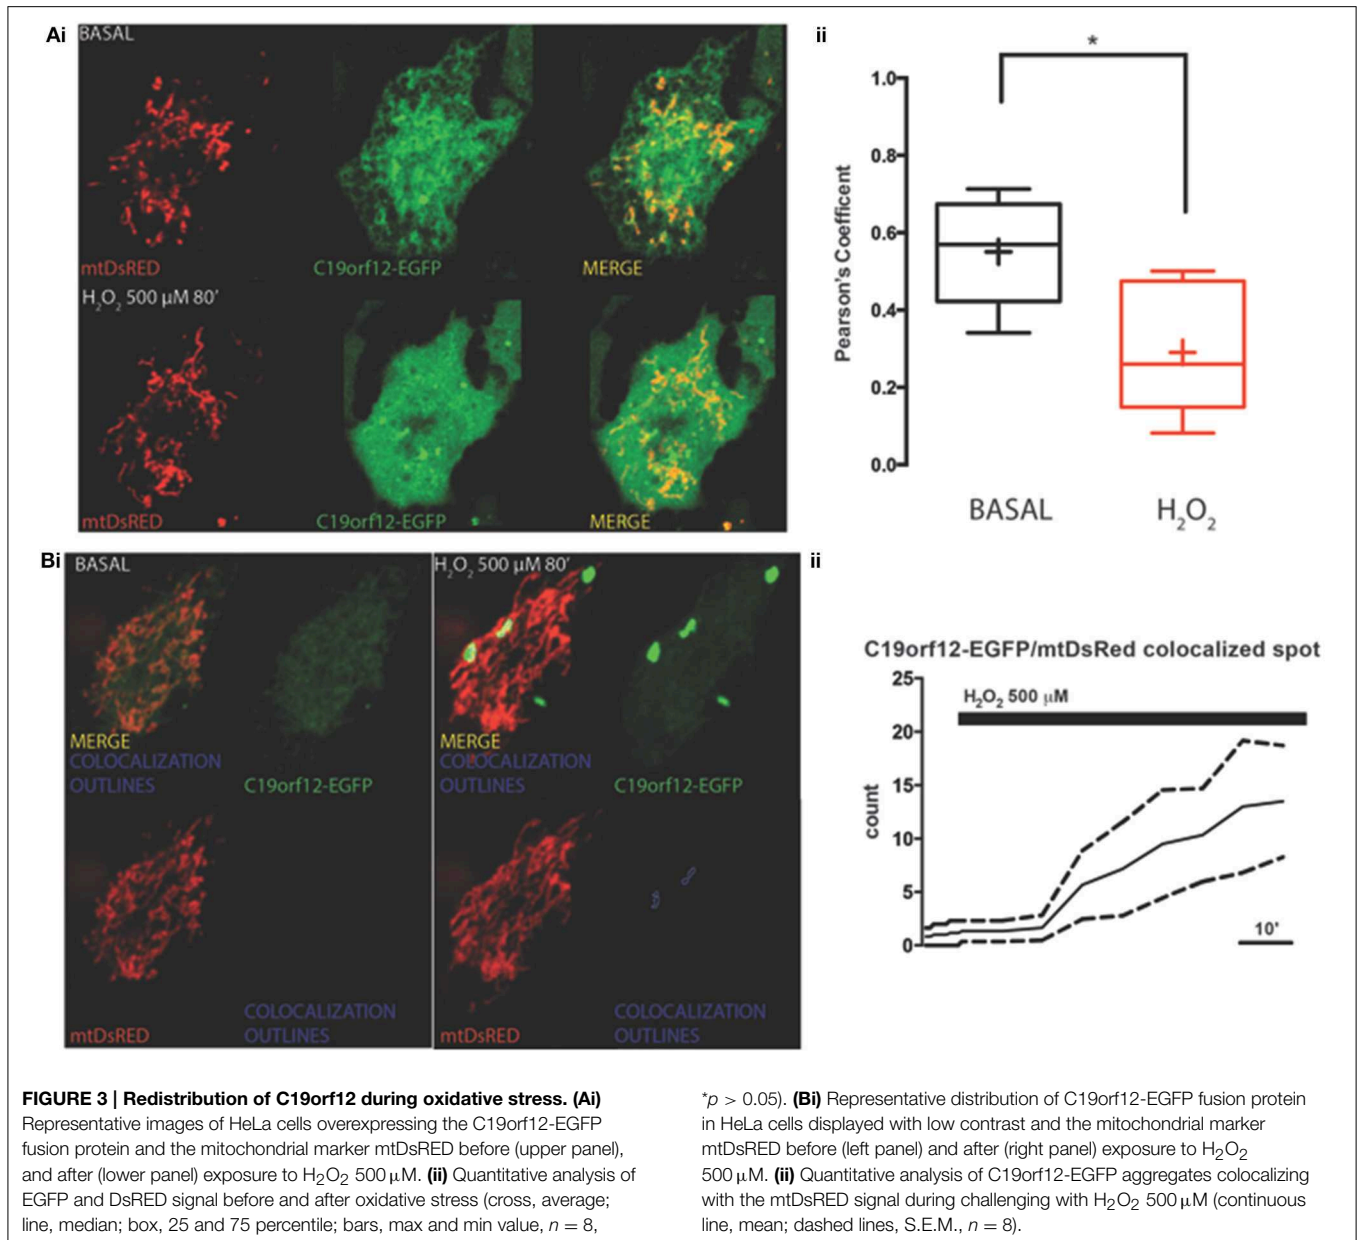 Ai
BASAL
mtDsRED
C19orf12-EGFP
MERGE
H₂O₂ 500 µM 80'
mtDsRED
C19orf12-EGFP
MERGE
ii
*
1.0
0.8
0.6
0.4
0.2
0.0
Pearson's Coefficent
BASAL
H₂O₂
Bi
BASAL
MERGE
COLOCALIZATION
OUTLINES
C19orf12-EGFP
mtDsRED
COLOCALIZATION
OUTLINES
H₂O₂ 500 µM 80'
MERGE
COLOCALIZATION
OUTLINES
C19orf12-EGFP
mtDsRED
COLOCALIZATION
OUTLINES
ii
C19orf12-EGFP/mtDsRed colocalized spot
25
20
15
10
5
0
count
H₂O₂ 500 µM
10'
FIGURE 3 | Redistribution of C19orf12 during oxidative stress. (Ai)
Representative images of HeLa cells overexpressing the C19orf12-EGFP
fusion protein and the mitochondrial marker mtDsRED before (upper panel),
and after (lower panel) exposure to H₂O₂ 500 µM. (ii) Quantitative analysis of
EGFP and DsRED signal before and after oxidative stress (cross, average;
line, median; box, 25 and 75 percentile; bars, max and min value, n = 8,
*p > 0.05). (Bi) Representative distribution of C19orf12-EGFP fusion protein
in HeLa cells displayed with low contrast and the mitochondrial marker
mtDsRED before (left panel) and after (right panel) exposure to H₂O₂
500 µM. (ii) Quantitative analysis of C19orf12-EGFP aggregates colocalizing
with the mtDsRED signal during challenging with H₂O₂ 500 µM (continuous
line, mean; dashed lines, S.E.M., n = 8).